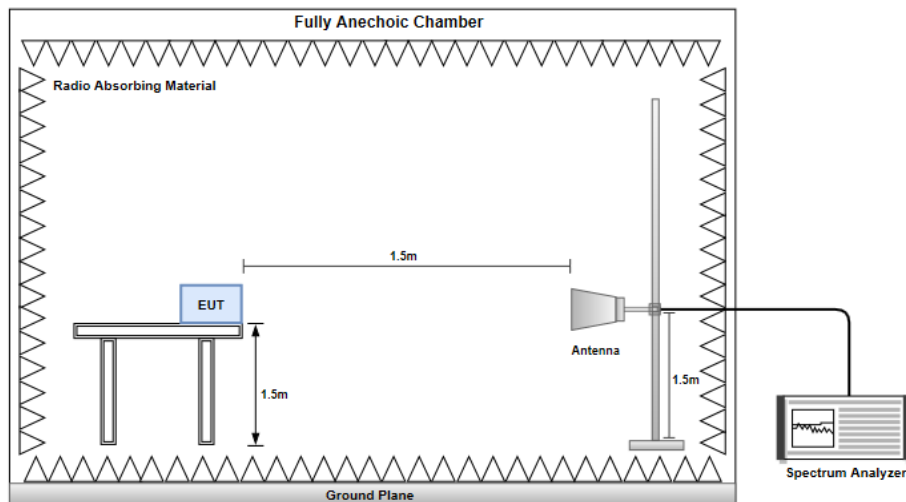 Fully Anechoic Chamber
Radio Absorbing Material
1.5m
EUT
Antenna
1.5m
1.5m
Spectrum Analyzer
Ground Plane